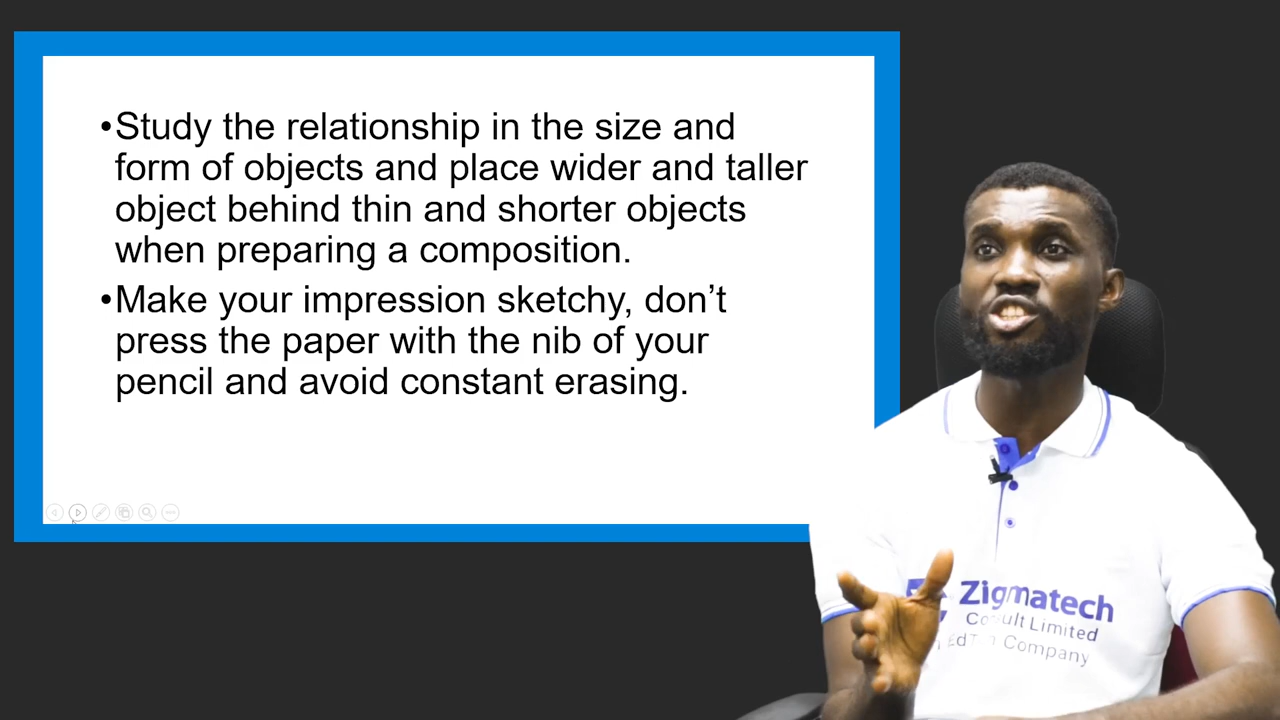 •Study the relationship in the size and
form of objects and place wider and taller
object behind thin and shorter objects
when preparing a composition.
•Make your impression sketchy, don’t
press the paper with the nib of your
pencil and avoid constant erasing.
Zigmatech
Consult Limited
Company